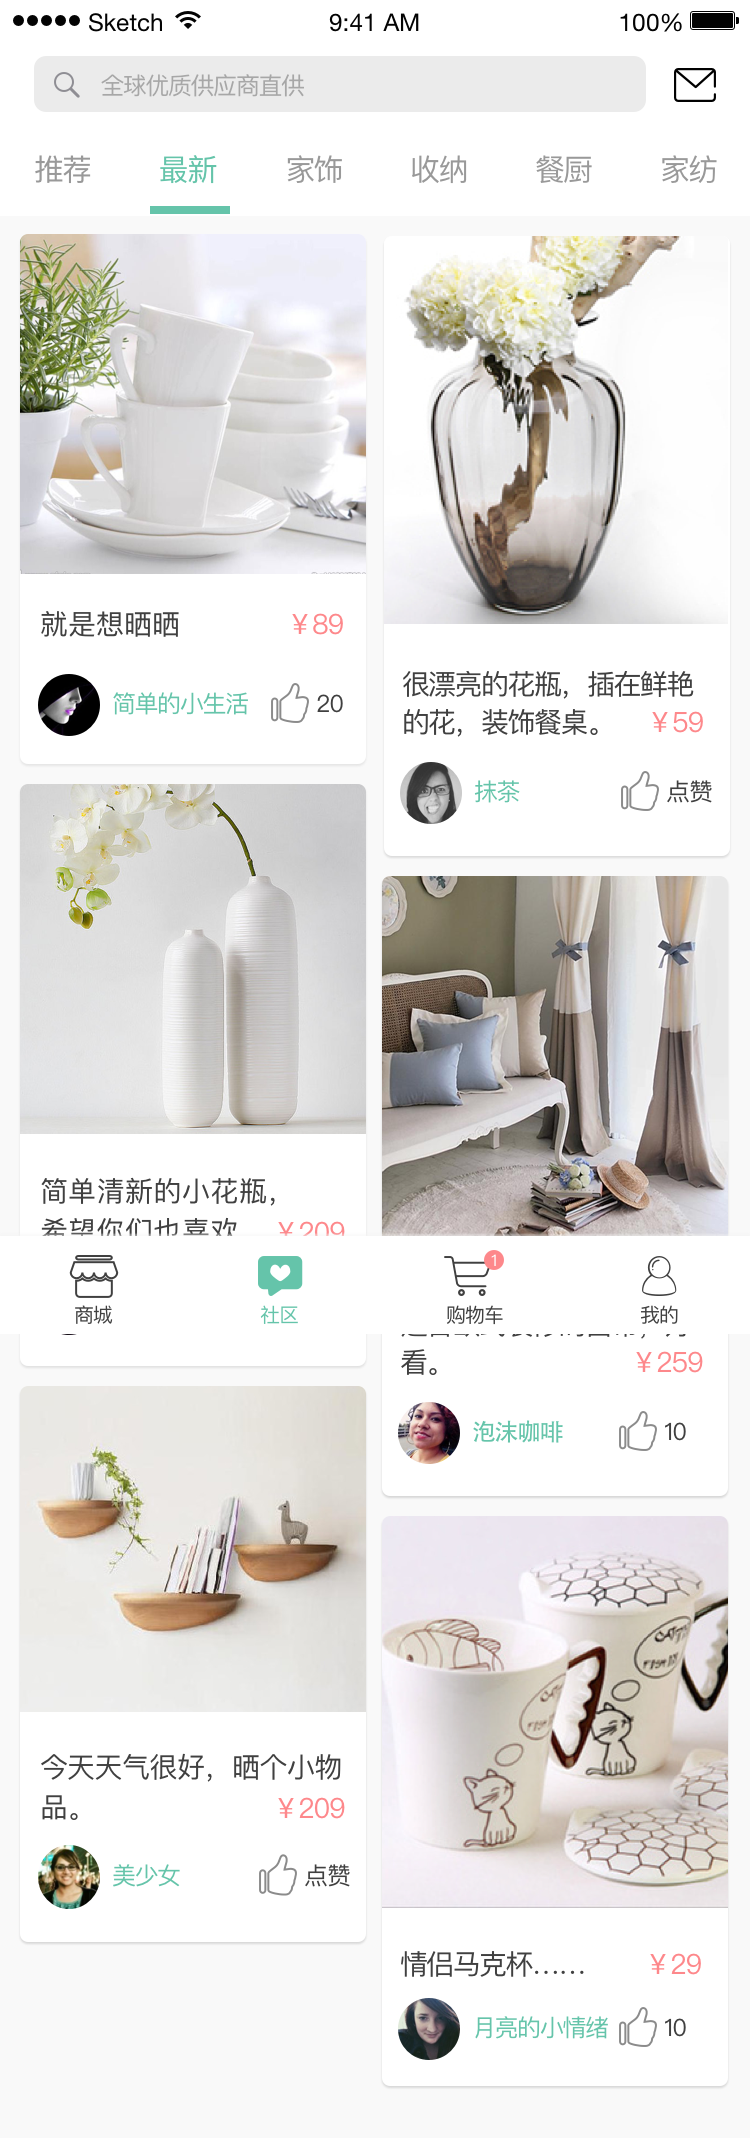 Sketch 9:41 AM 100%
全球优质供应商直供
推荐 最新 家饰 收纳 餐厨 家纺
就是想晒晒 ¥89
简单的小生活 20
很漂亮的花瓶，插在鲜艳
的花，装饰餐桌。 ¥59
抹茶 点赞
简单清新的小花瓶，
希望你们也喜欢 ¥209
商城 社区 购物车 1 我的
看。 ¥259
泡沫咖啡 10
今天天气很好，晒个小物
品。 ¥209
美少女 点赞
情侣马克杯…… ¥29
月亮的小情绪 10